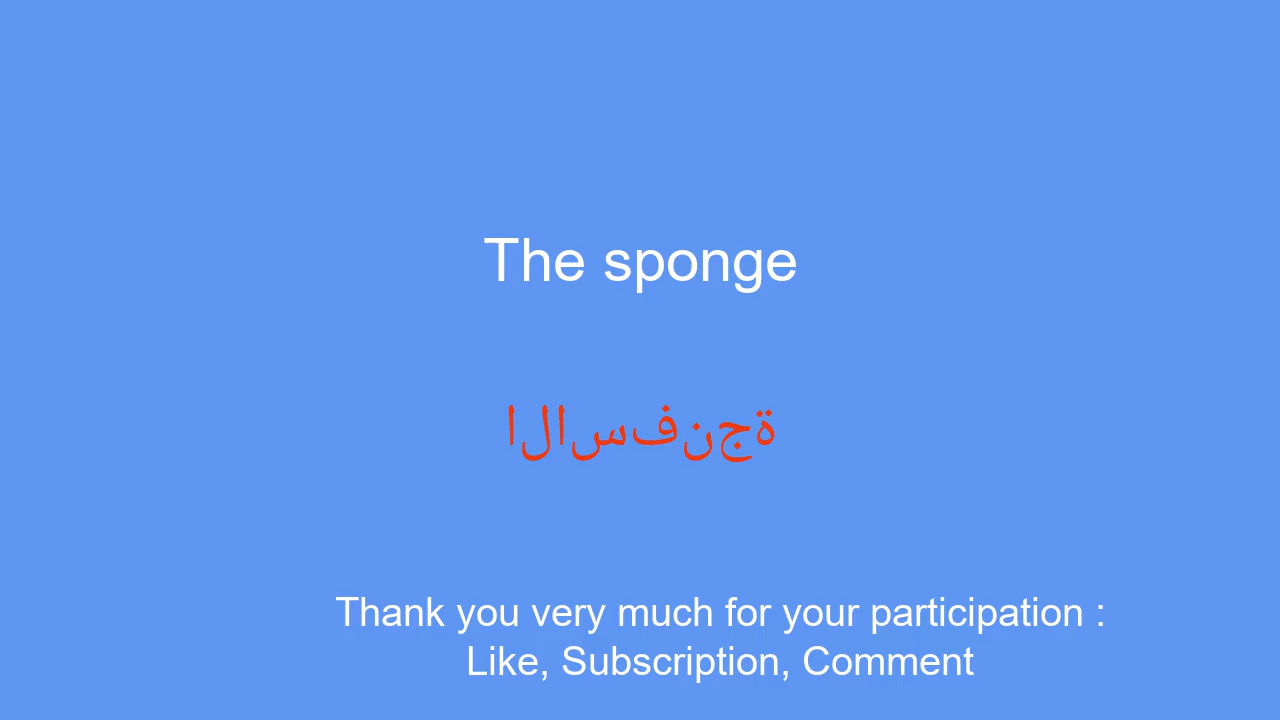 The sponge
الاسفنجة
Thank you very much for your participation :
Like, Subscription, Comment